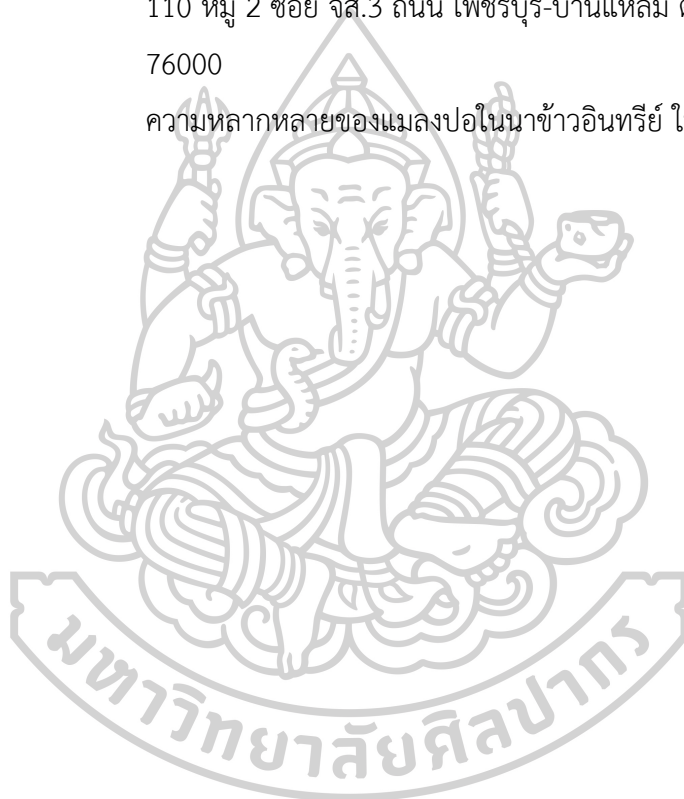 110 หมู่ 2 ซอย จส.3 ถนน เพชรบุรี-บ้านแหลม
76000
ความหลากหลายของแมลงปอในนาข้าวอินทรีย์
มหาวิทยาลัยศิลปากร